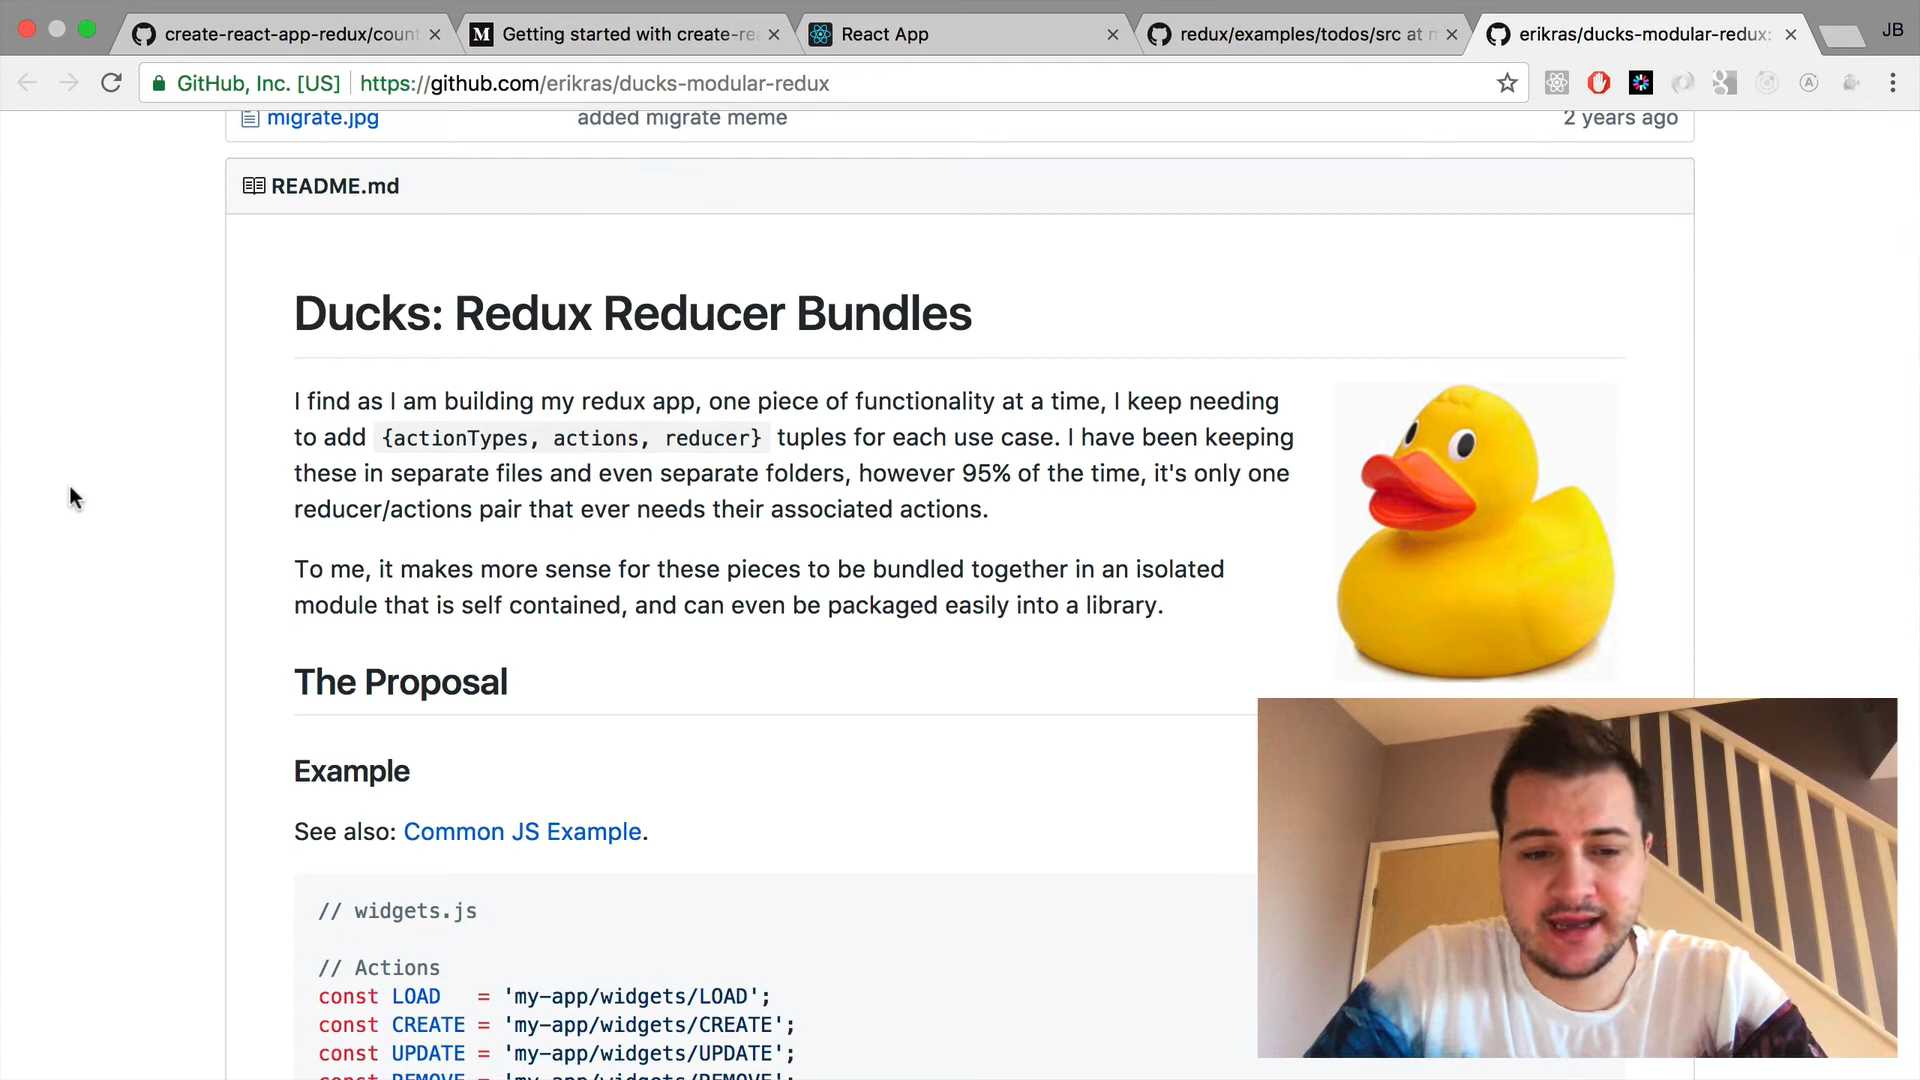 create-react-app-redux/count
Getting started with create-rea
React App
redux/examples/todos/src at m
erikras/ducks-modular-redux:
JB
GitHub, Inc. [US] https://github.com/erikras/ducks-modular-redux
migrate.jpg added migrate meme 2 years ago
README.md
Ducks: Redux Reducer Bundles
I find as I am building my redux app, one piece of functionality at a time, I keep needing
to add {actionTypes, actions, reducer} tuples for each use case. I have been keeping
these in separate files and even separate folders, however 95% of the time, it's only one
reducer/actions pair that ever needs their associated actions.
To me, it makes more sense for these pieces to be bundled together in an isolated
module that is self contained, and can even be packaged easily into a library.
The Proposal
Example
See also: Common JS Example.
// widgets.js
// Actions
const LOAD = 'my-app/widgets/LOAD';
const CREATE = 'my-app/widgets/CREATE';
const UPDATE = 'my-app/widgets/UPDATE';
const REMOVE = 'my-app/widgets/REMOVE';